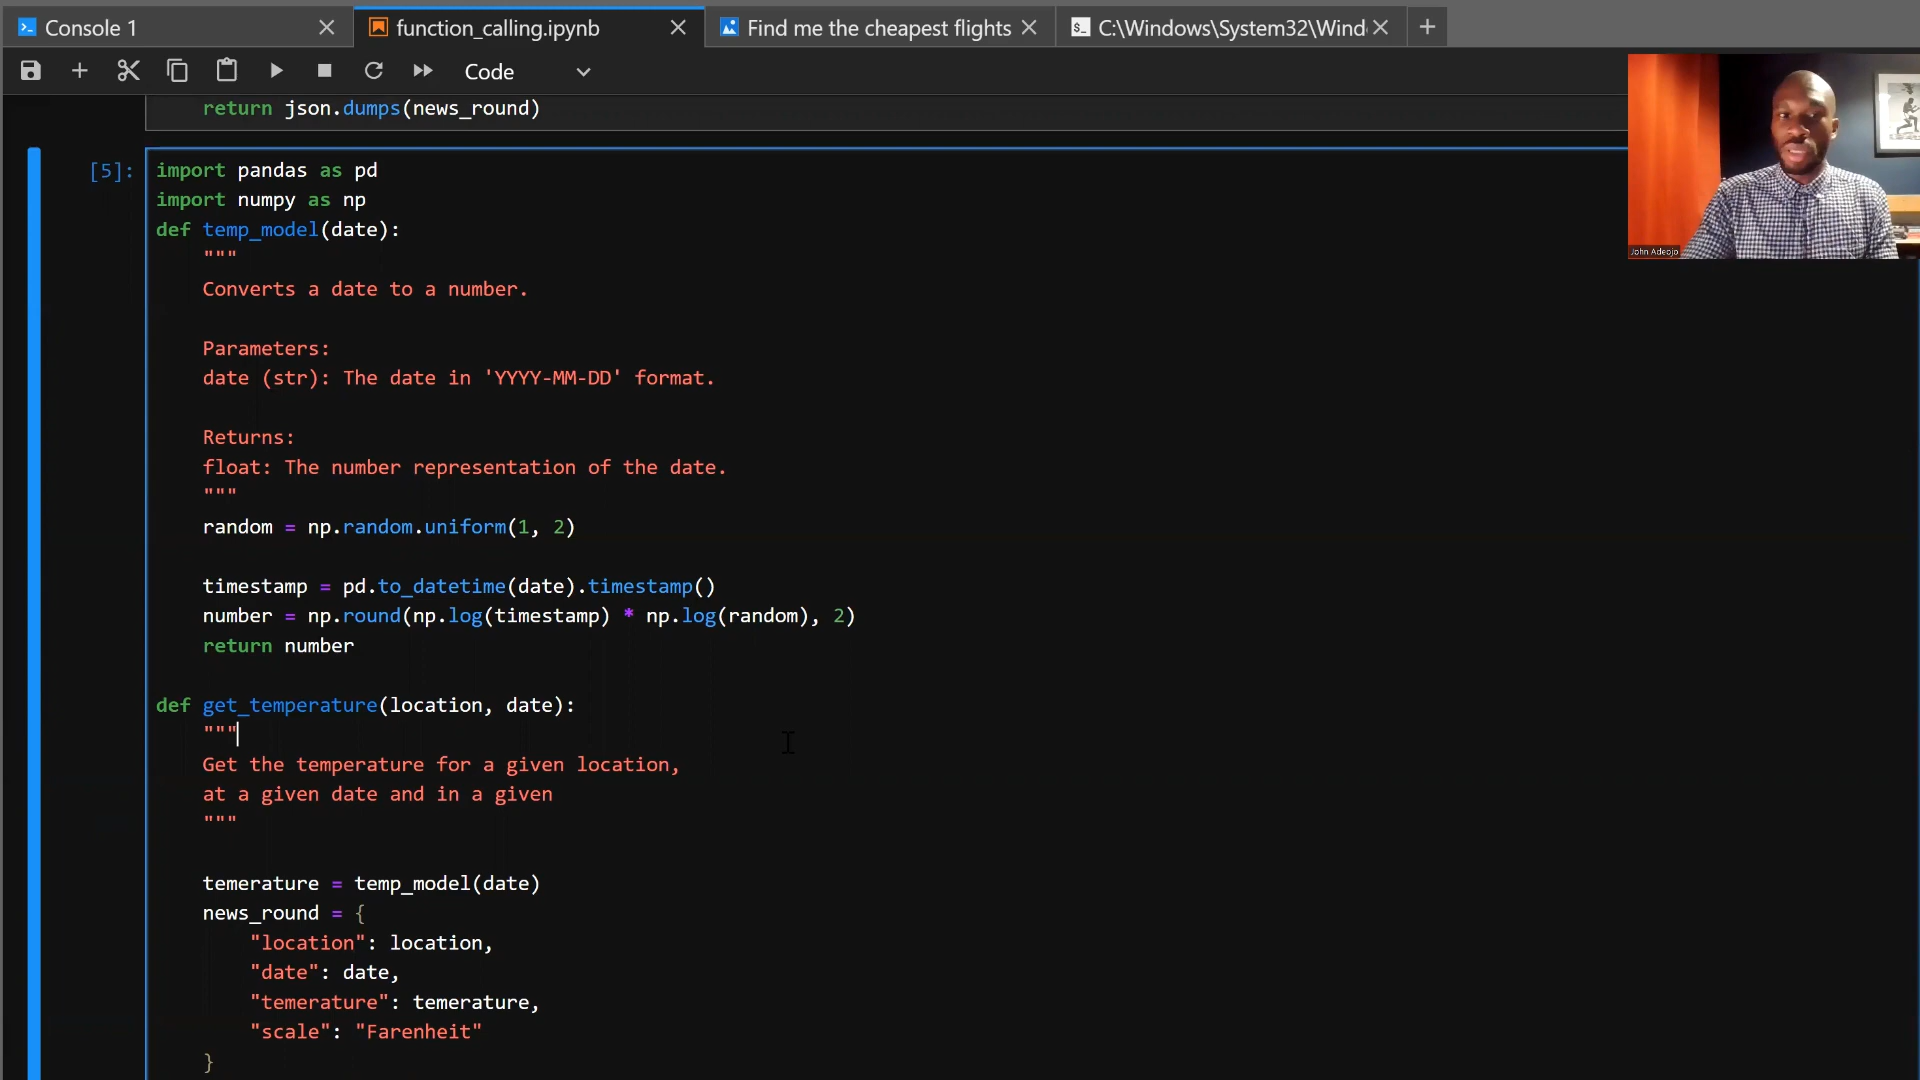 Console 1
function_calling.ipynb
Find me the cheapest flights
C:\Windows\System32\Wind
Code
return json.dumps(news_round)
[5]:
import pandas as pd
import numpy as np
def temp_model(date):
"""
Converts a date to a number.
Parameters:
date (str): The date in 'YYYY-MM-DD' format.
Returns:
float: The number representation of the date.
"""
random = np.random.uniform(1, 2)
timestamp = pd.to_datetime(date).timestamp()
number = np.round(np.log(timestamp) * np.log(random), 2)
return number
def get_temperature(location, date):
"""
Get the temperature for a given location,
at a given date and in a given
"""
temerature = temp_model(date)
news_round = {
"location": location,
"date": date,
"temerature": temerature,
"scale": "Farenheit"
}
John Adeojo